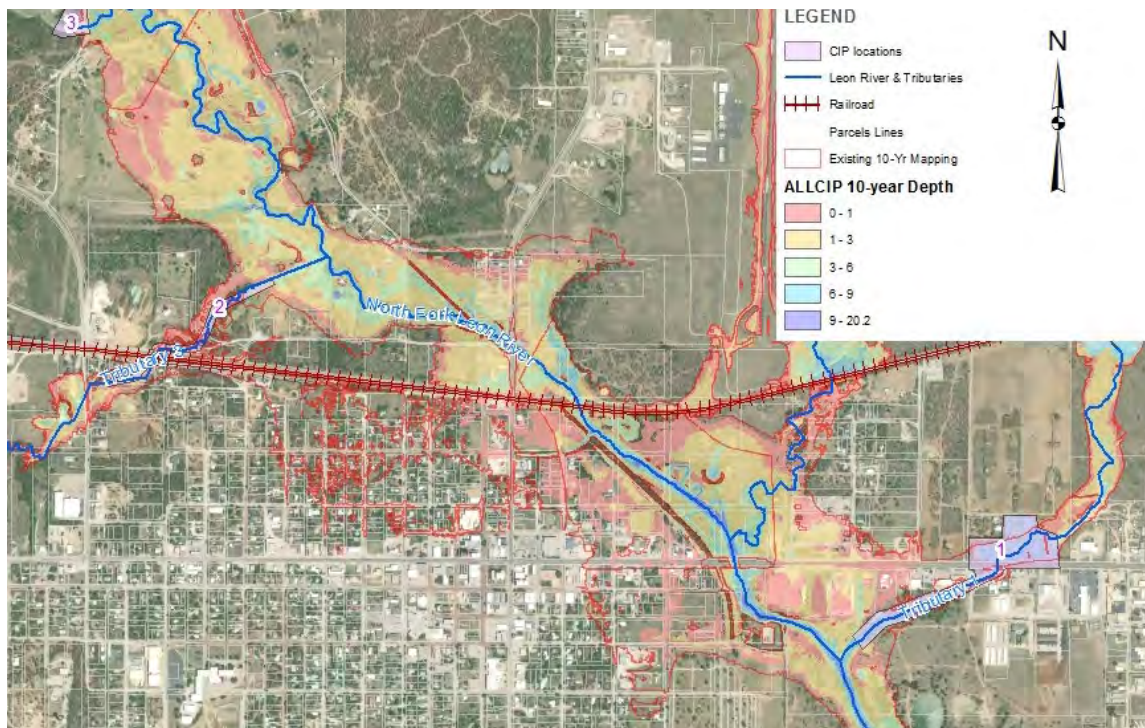 3
LEGEND
CIP locations
Leon River & Tributaries
Railroad
Parcels Lines
Existing 10-Yr Mapping
ALLCIP 10-year Depth
0 - 1
1 - 3
3 - 6
6 - 9
9 - 20.2
N
2
North Fork Leon River
Tributary 3
1
Tributary 1